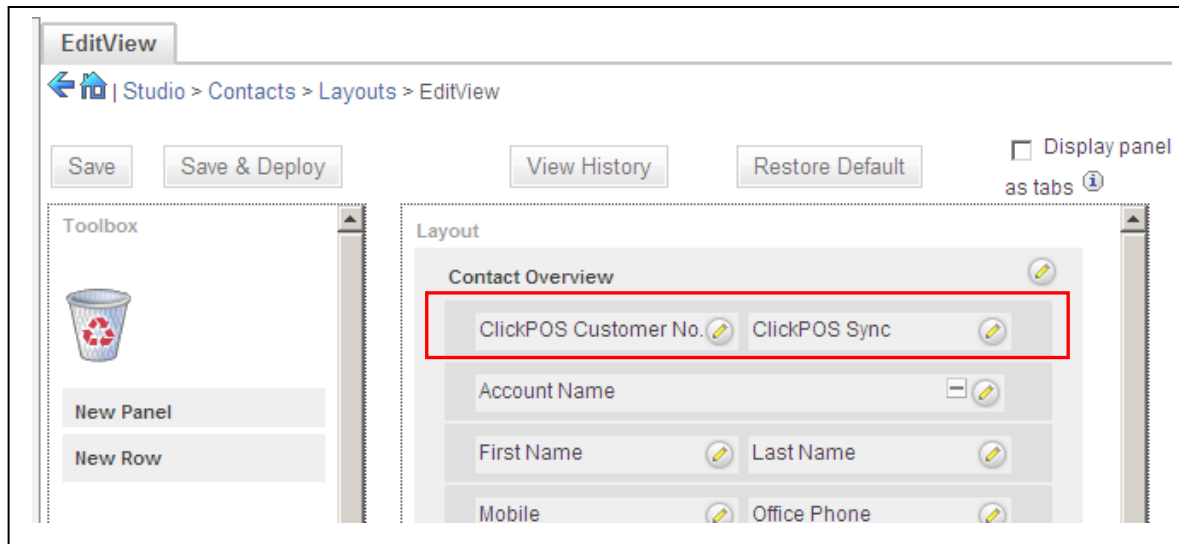 EditView
| Studio > Contacts > Layouts > EditView
Save Save & Deploy View History Restore Default Display panel
as tabs
Toolbox
Layout
Contact Overview
ClickPOS Customer No. ClickPOS Sync
Account Name
New Panel
New Row
First Name Last Name
Mobile Office Phone